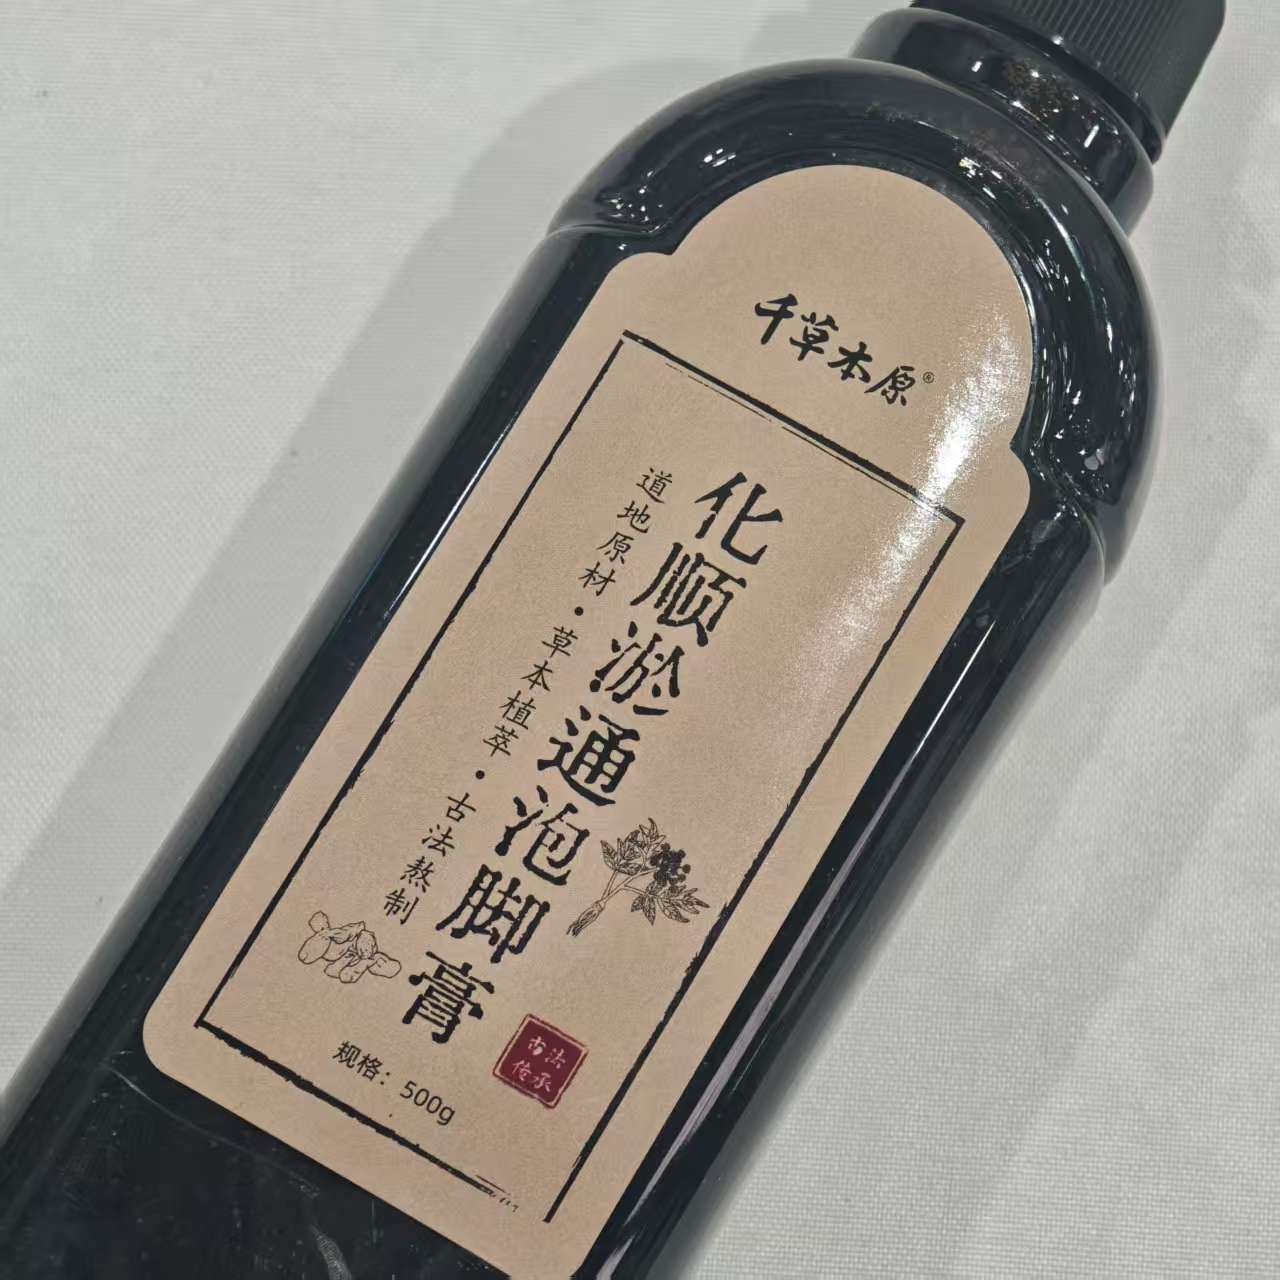 千草本原®
化顺淤通泡脚膏
道地原材·草本植萃·古法熬制
古法
传承
规格：500g